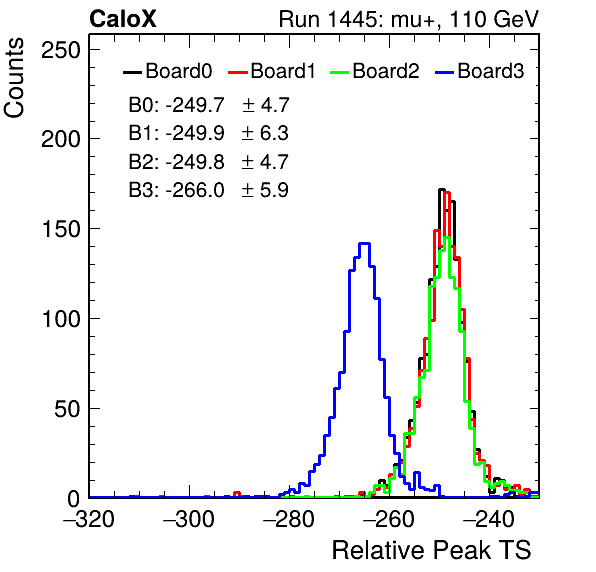 CaloX Run 1445: mu+, 110 GeV
Counts
Board0 Board1 Board2 Board3
B0: -249.7 ± 4.7
B1: -249.9 ± 6.3
B2: -249.8 ± 4.7
B3: -266.0 ± 5.9
250
200
150
100
50
0
−320 −300 −280 −260 −240
Relative Peak TS